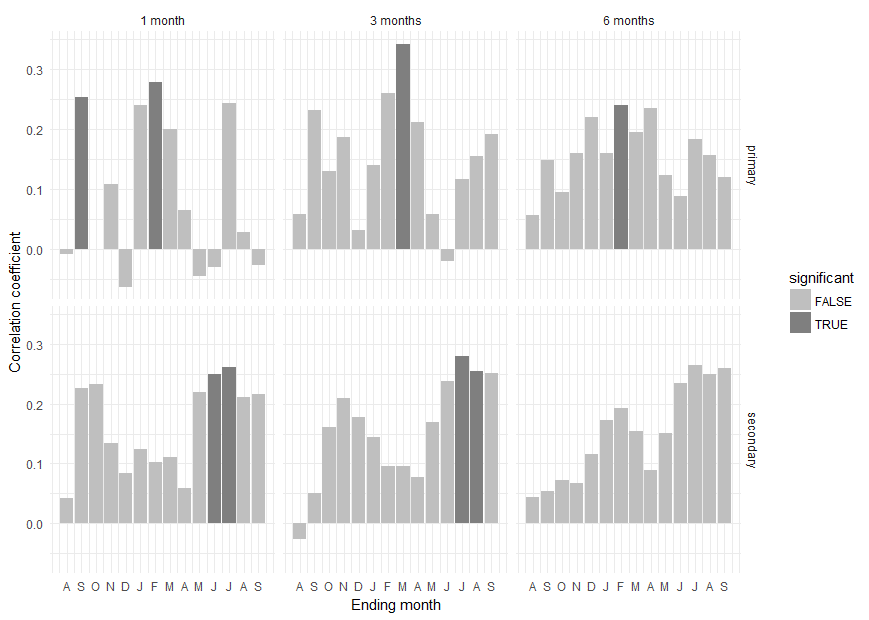 1 month 3 months 6 months
0.3
0.2
0.1
0.0
primary
0.3
0.2
0.1
0.0
secondary
Correlation coefficient
A S O N D J F M A M J J A S A S O N D J F M A M J J A S A S O N D J F M A M J J A S
Ending month
significant
FALSE
TRUE